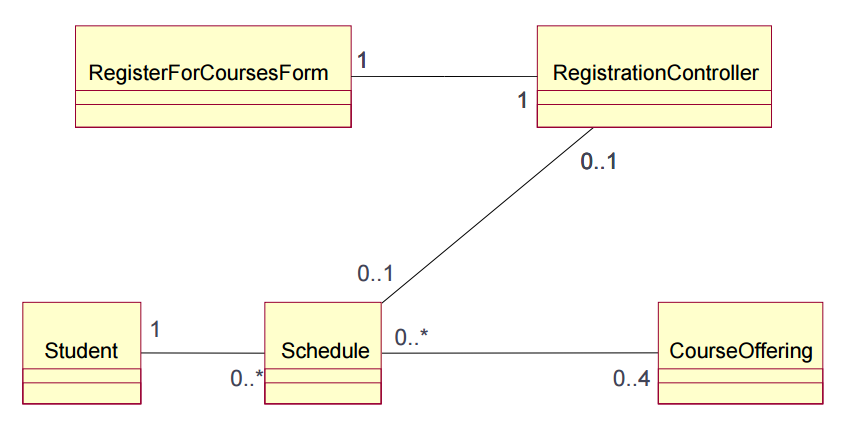 RegisterForCoursesForm
1
1
RegistrationController
0..1
0..1
Student
1
0..*
Schedule
0..*
0..4
CourseOffering